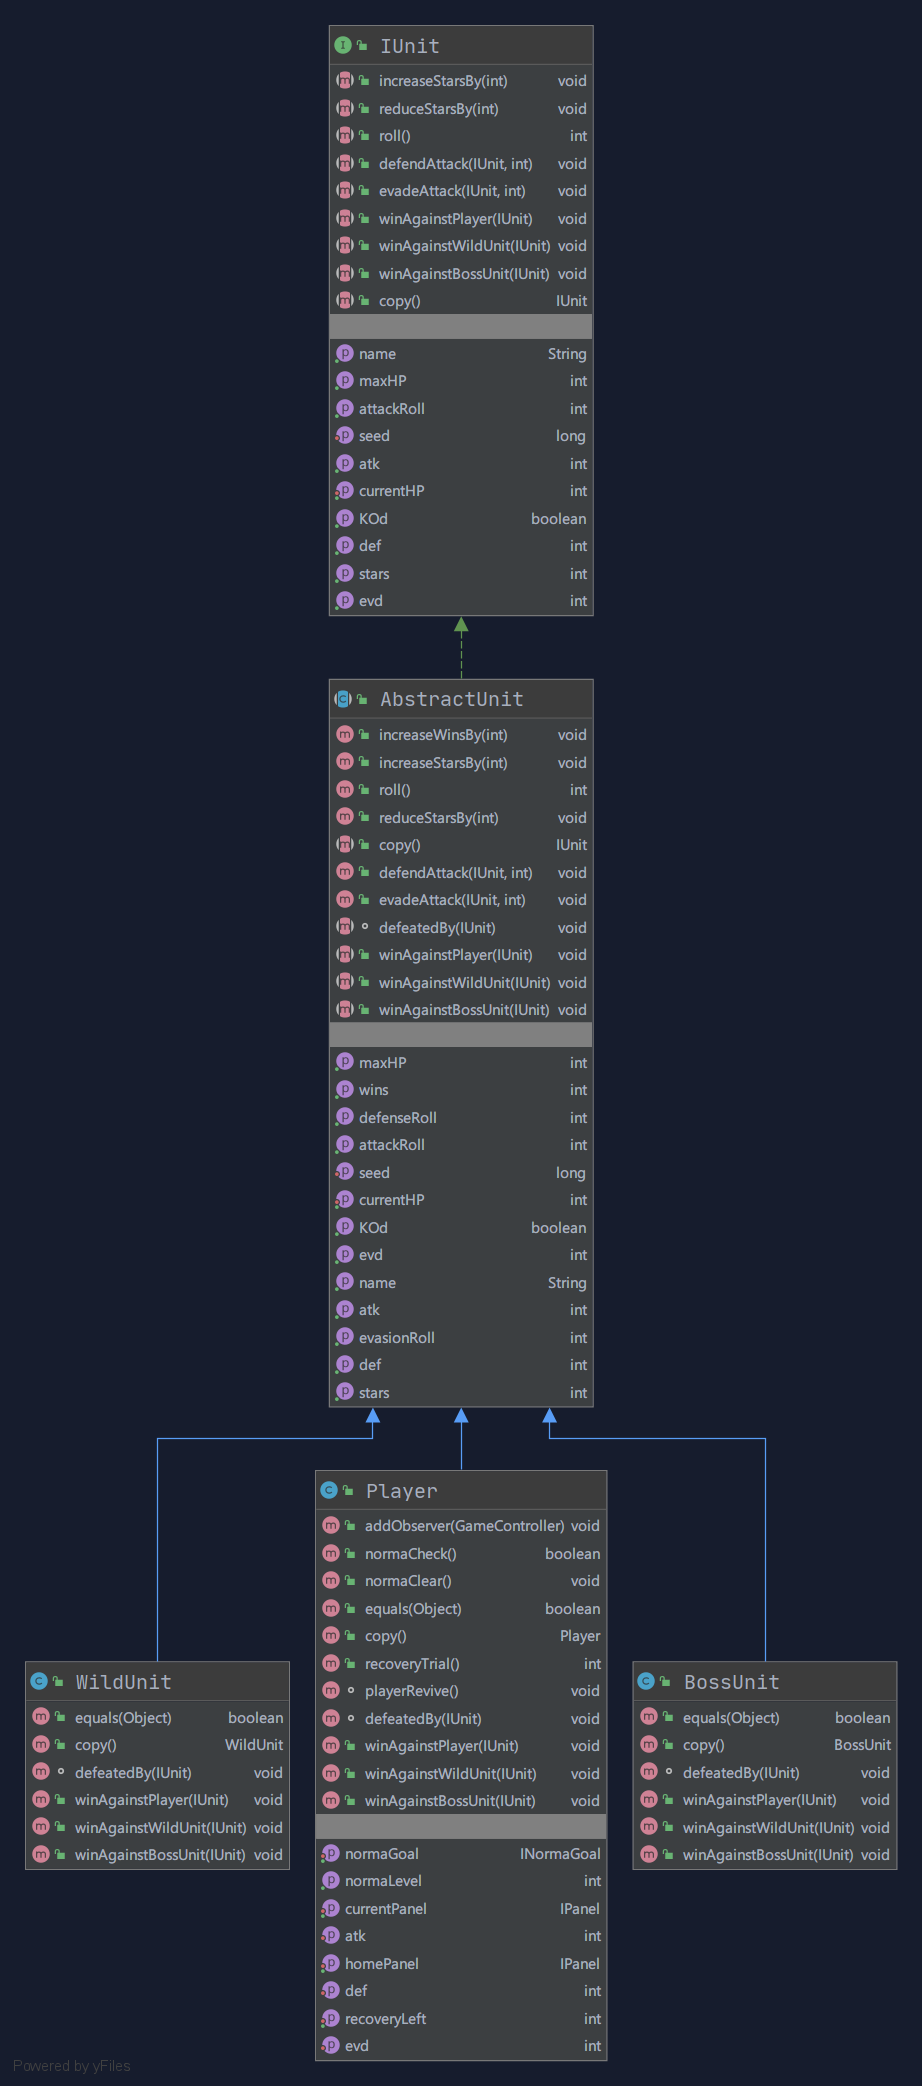 IUnit
increaseStarsBy(int) void
reduceStarsBy(int) void
roll() int
defendAttack(IUnit, int) void
evadeAttack(IUnit, int) void
winAgainstPlayer(IUnit) void
winAgainstWildUnit(IUnit) void
winAgainstBossUnit(IUnit) void
copy() IUnit
name String
maxHP int
attackRoll int
seed long
atk int
currentHP int
KOd boolean
def int
stars int
evd int
AbstractUnit
increaseWinsBy(int) void
increaseStarsBy(int) void
roll() int
reduceStarsBy(int) void
copy() IUnit
defendAttack(IUnit, int) void
evadeAttack(IUnit, int) void
defeatedBy(IUnit) void
winAgainstPlayer(IUnit) void
winAgainstWildUnit(IUnit) void
winAgainstBossUnit(IUnit) void
maxHP int
wins int
defenseRoll int
attackRoll int
seed long
currentHP int
KOd boolean
evd int
name String
atk int
evasionRoll int
def int
stars int
Player
addObserver(GameController) void
normaCheck() boolean
normaClear() void
equals(Object) boolean
copy() Player
recoveryTrial() int
playerRevive() void
defeatedBy(IUnit) void
winAgainstPlayer(IUnit) void
winAgainstWildUnit(IUnit) void
winAgainstBossUnit(IUnit) void
normaGoal INormaGoal
normaLevel int
currentPanel IPanel
atk int
homePanel IPanel
def int
recoveryLeft int
evd int
WildUnit
equals(Object) boolean
copy() WildUnit
defeatedBy(IUnit) void
winAgainstPlayer(IUnit) void
winAgainstWildUnit(IUnit) void
winAgainstBossUnit(IUnit) void
BossUnit
equals(Object) boolean
copy() BossUnit
defeatedBy(IUnit) void
winAgainstPlayer(IUnit) void
winAgainstWildUnit(IUnit) void
winAgainstBossUnit(IUnit) void
Powered by yFiles